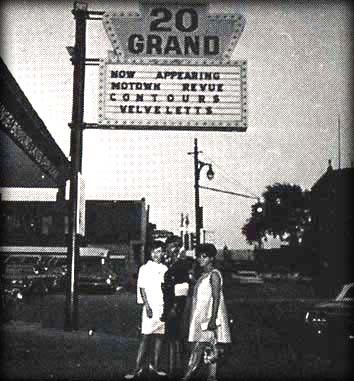 20
GRAND
NOW APPEARING
MOTOWN REVUE
CONTOURS
VELVELETTS